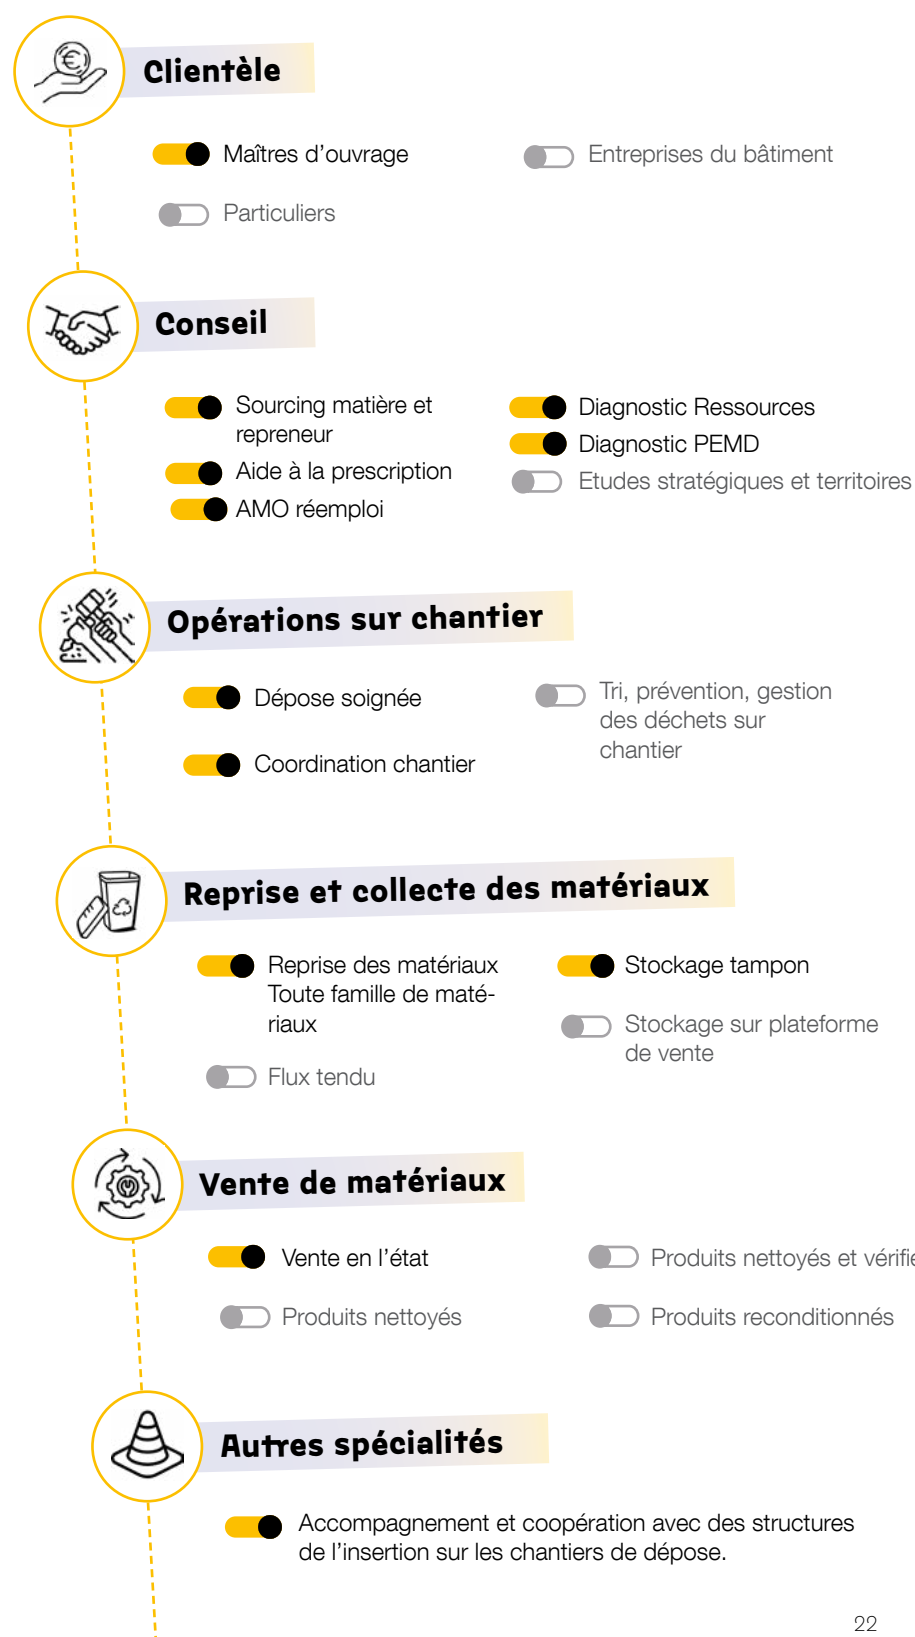 Clientèle
Maîtres d’ouvrage
Entreprises du bâtiment
Particuliers
Conseil
Sourcing matière et
repreneur
Aide à la prescription
AMO réemploi
Diagnostic Ressources
Diagnostic PEMD
Etudes stratégiques et territoires
Opérations sur chantier
Dépose soignée
Coordination chantier
Tri, prévention, gestion
des déchets sur
chantier
Reprise et collecte des matériaux
Reprise des matériaux
Toute famille de maté-
riaux
Flux tendu
Stockage tampon
Stockage sur plateforme
de vente
Vente de matériaux
Vente en l’état
Produits nettoyés et vérifié
Produits nettoyés
Produits reconditionnés
Autres spécialités
Accompagnement et coopération avec des structures
de l’insertion sur les chantiers de dépose.
22